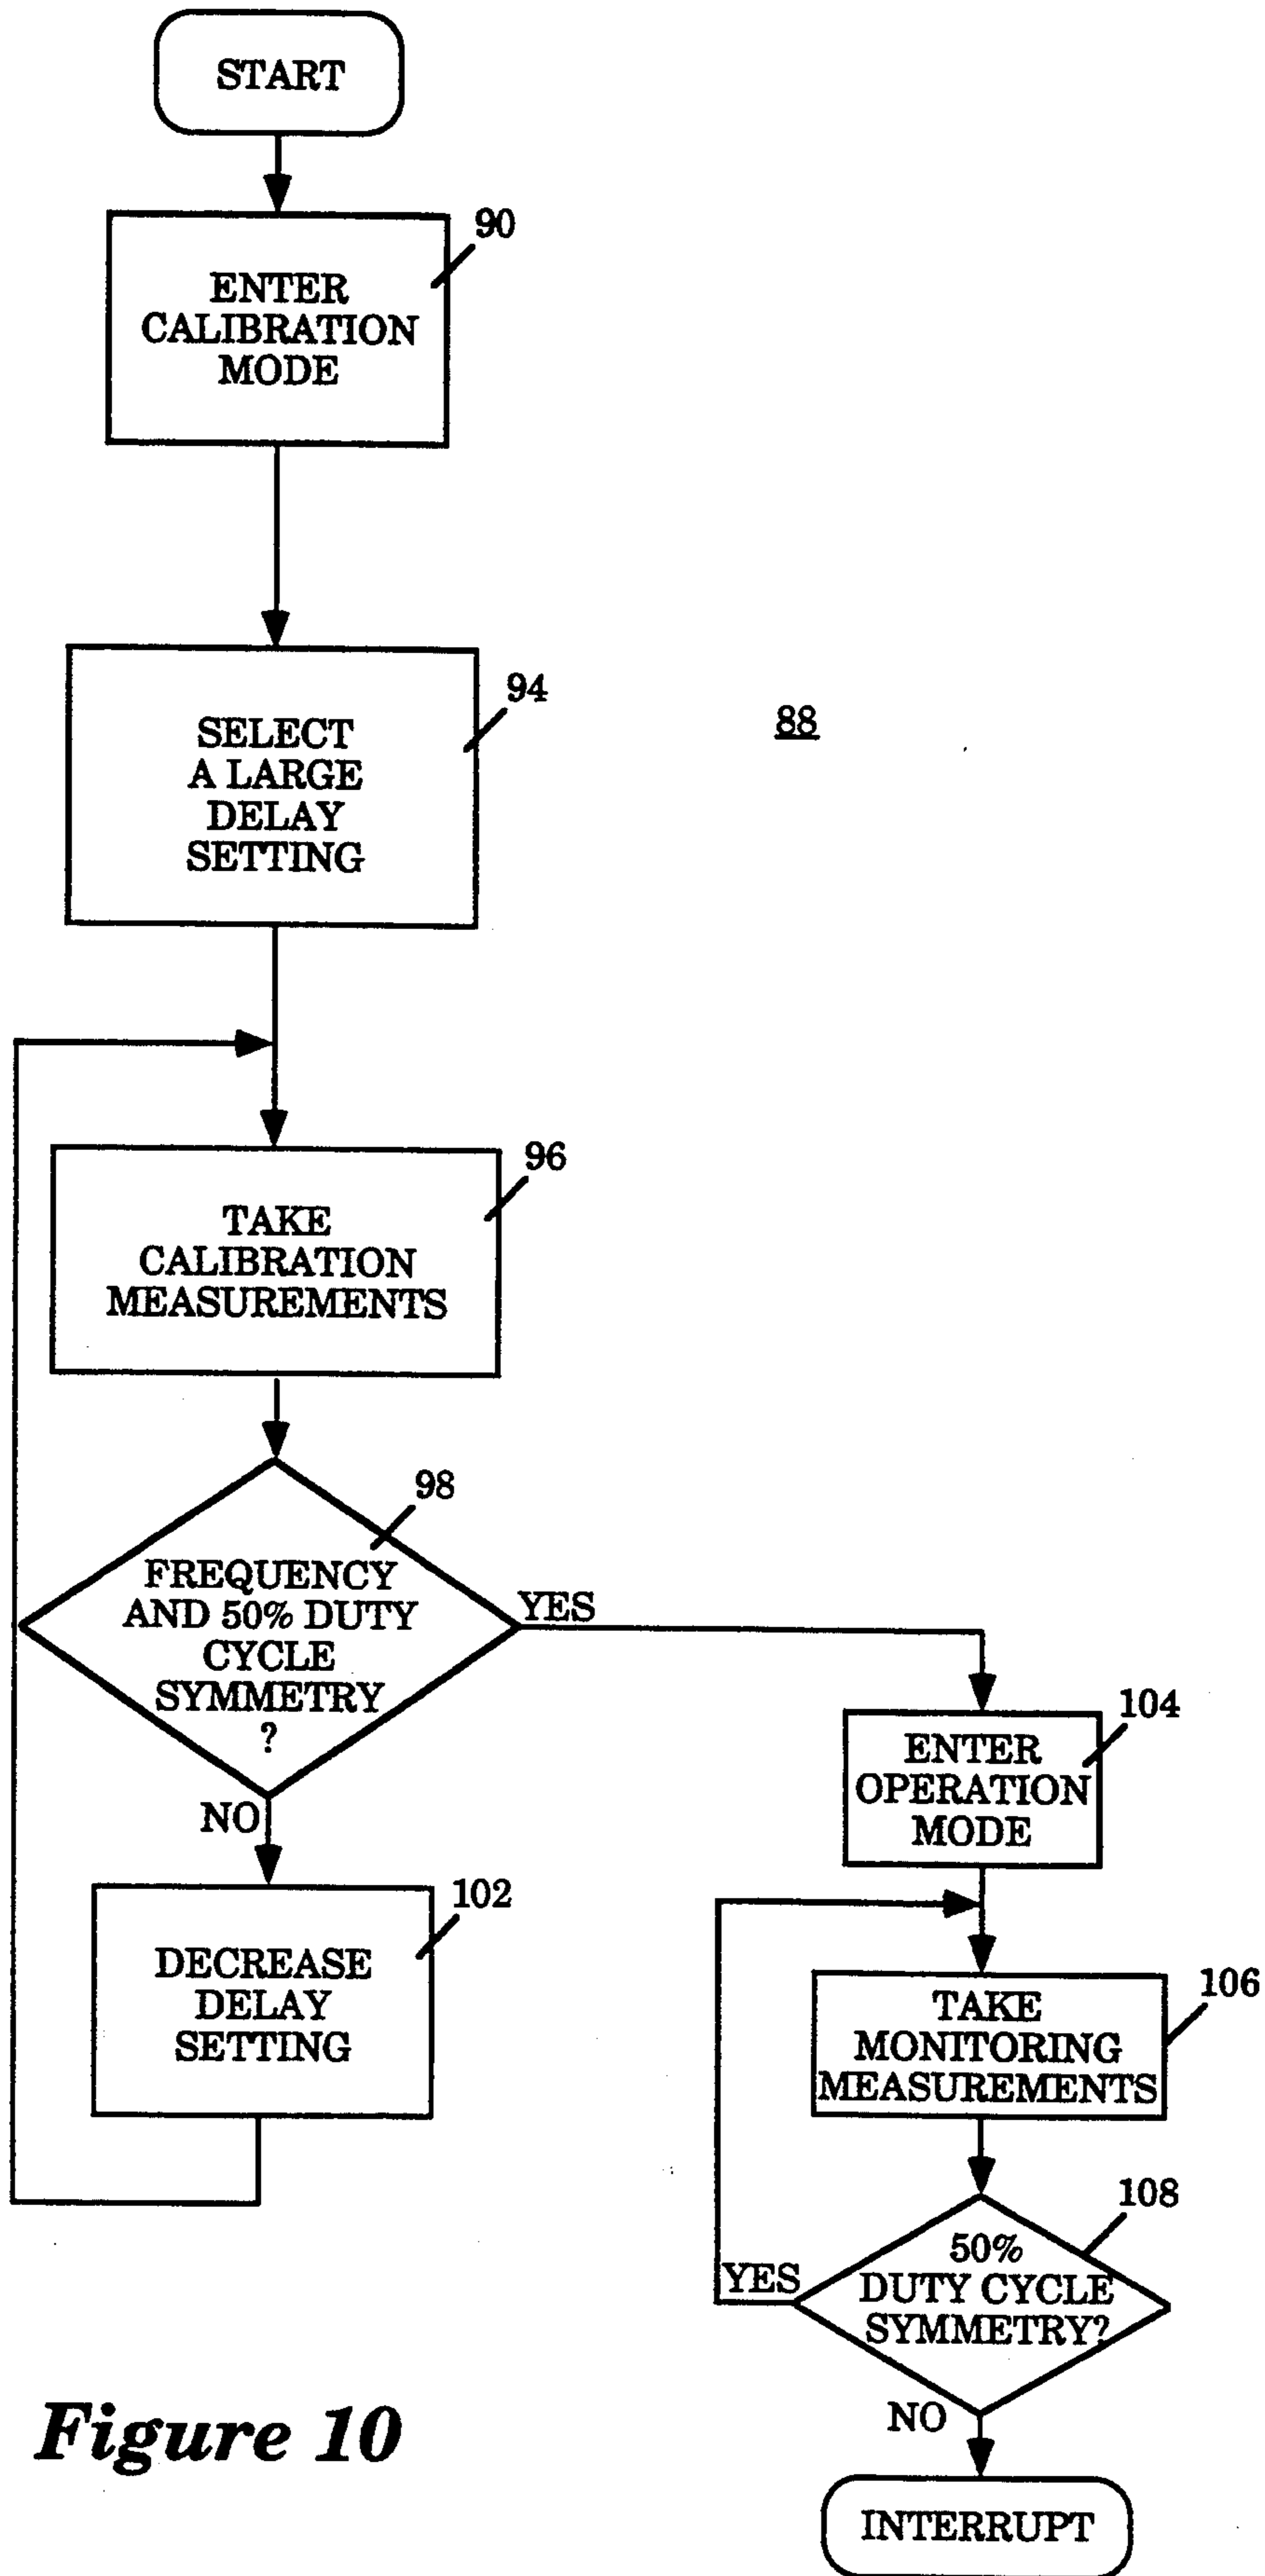 START
90
ENTER
CALIBRATION
MODE
94
SELECT
A LARGE
DELAY
SETTING
88
96
TAKE
CALIBRATION
MEASUREMENTS
98
FREQUENCY
AND 50% DUTY
CYCLE
SYMMETRY
?
YES
NO
102
DECREASE
DELAY
SETTING
104
ENTER
OPERATION
MODE
106
TAKE
MONITORING
MEASUREMENTS
108
50%
DUTY CYCLE
SYMMETRY?
YES
NO
INTERRUPT
Figure 10